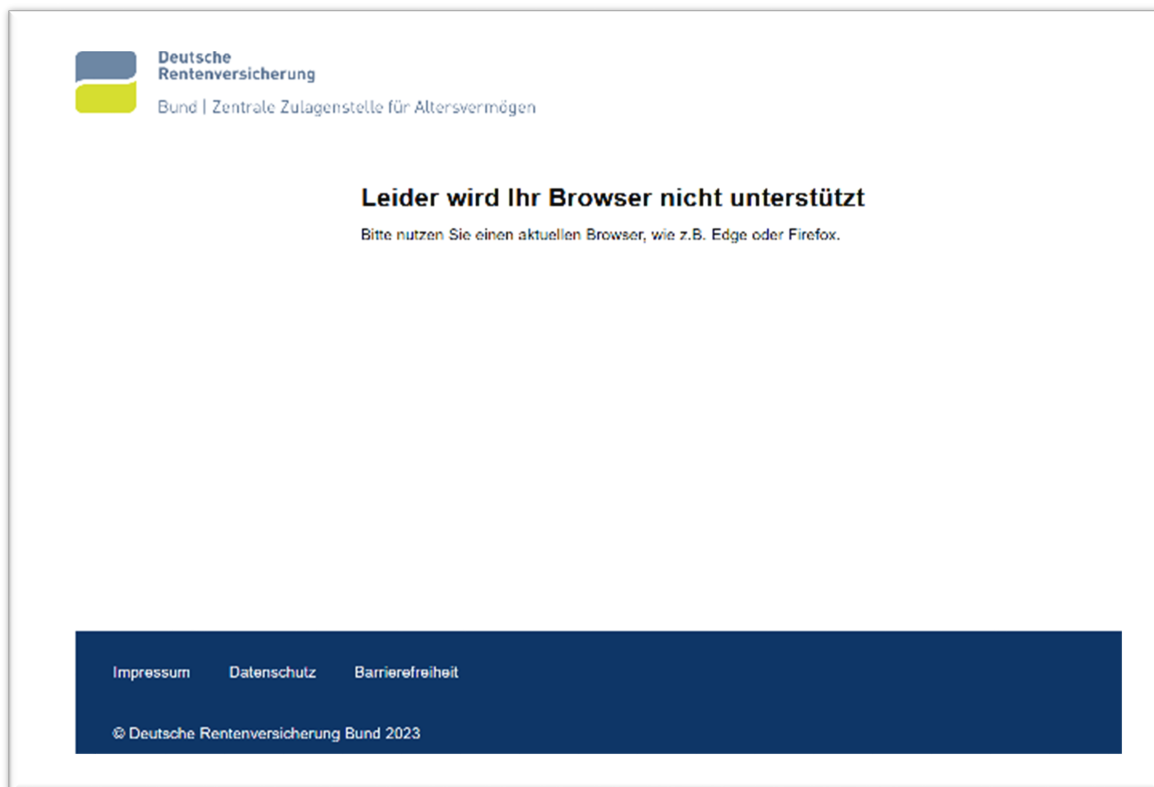 Deutsche
Rentenversicherung
Bund | Zentrale Zulagenstelle für Altersvermögen
Leider wird Ihr Browser nicht unterstützt
Bitte nutzen Sie einen aktuellen Browser, wie z.B. Edge oder Firefox.
Impressum Datenschutz Barrierefreiheit
© Deutsche Rentenversicherung Bund 2023